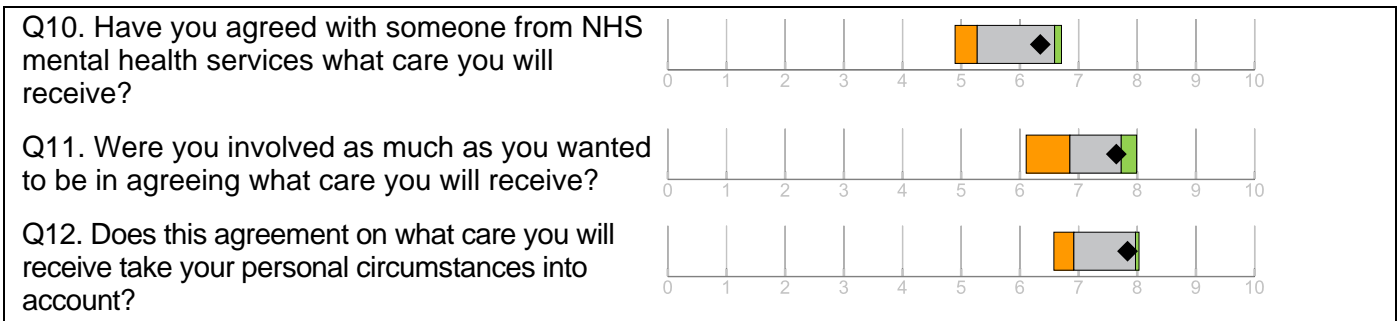 Q10. Have you agreed with someone from NHS
mental health services what care you will
receive?
0 1 2 3 4 5 6 7 8 9 10
Q11. Were you involved as much as you wanted
to be in agreeing what care you will receive?
0 1 2 3 4 5 6 7 8 9 10
Q12. Does this agreement on what care you will
receive take your personal circumstances into
account?
0 1 2 3 4 5 6 7 8 9 10